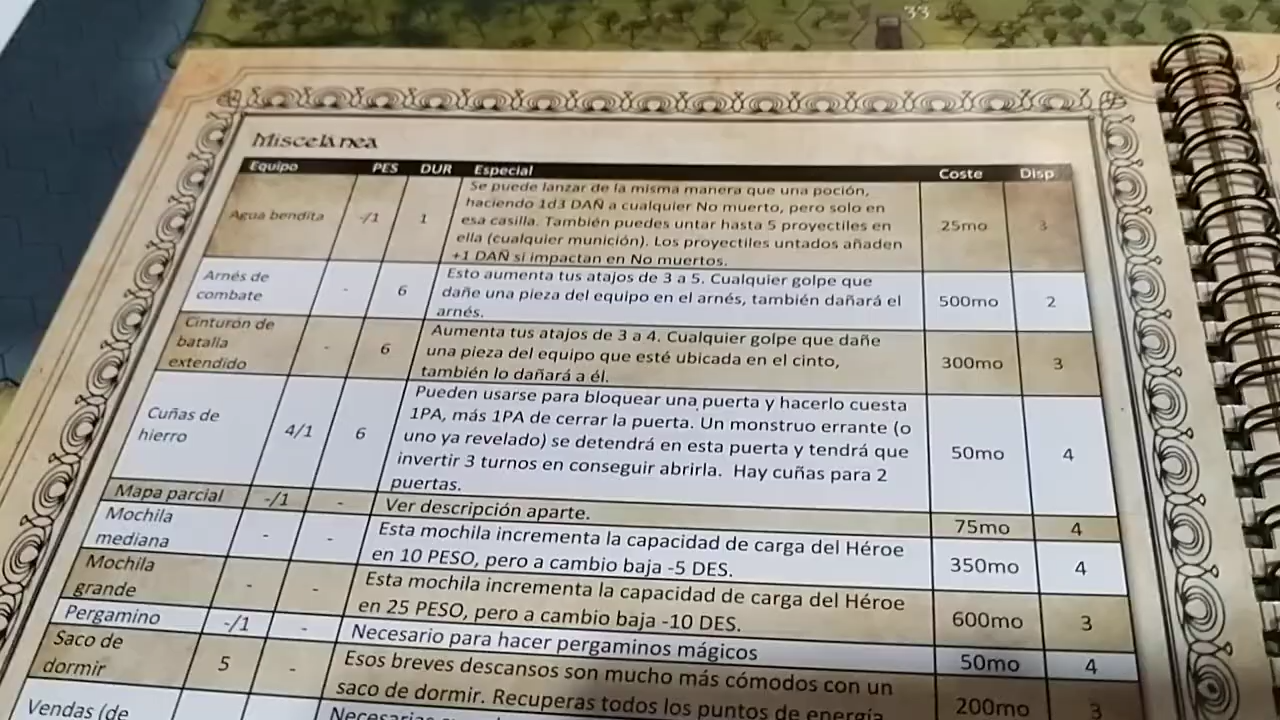 33
Miscelánea
Equipo PES DUR Especial Coste Disp
Agua bendita -/1 1 Se puede lanzar de la misma manera que una poción, 25mo 3
haciendo 1d3 DAÑ a cualquier No muerto, pero solo en
esa casilla. También puedes untar hasta 5 proyectiles en
ella (cualquier munición). Los proyectiles untados añaden
+1 DAÑ si impactan en No muertos.
Arnés de
combate - 6 Esto aumenta tus atajos de 3 a 5. Cualquier golpe que 500mo 2
dañe una pieza del equipo en el arnés, también dañará el
arnés.
Cinturón de
batalla
extendido - 6 Aumenta tus atajos de 3 a 4. Cualquier golpe que dañe 300mo 3
una pieza del equipo que esté ubicada en el cinto,
también lo dañará a él.
Cuñas de
hierro 4/1 6 Pueden usarse para bloquear una puerta y hacerlo cuesta 50mo 4
1PA, más 1PA de cerrar la puerta. Un monstruo errante (o
uno ya revelado) se detendrá en esta puerta y tendrá que
invertir 3 turnos en conseguir abrirla. Hay cuñas para 2
puertas.
Mapa parcial -/1 - Ver descripción aparte. 75mo 4
Mochila
mediana - - Esta mochila incrementa la capacidad de carga del Héroe 350mo 4
en 10 PESO, pero a cambio baja -5 DES.
Mochila
grande - - Esta mochila incrementa la capacidad de carga del Héroe 600mo 3
en 25 PESO, pero a cambio baja -10 DES.
Pergamino -/1 - Necesario para hacer pergaminos mágicos 50mo 4
Saco de
dormir 5 - Esos breves descansos son mucho más cómodos con un 200mo 3
saco de dormir. Recuperas todos los puntos de energía
Vendas (de